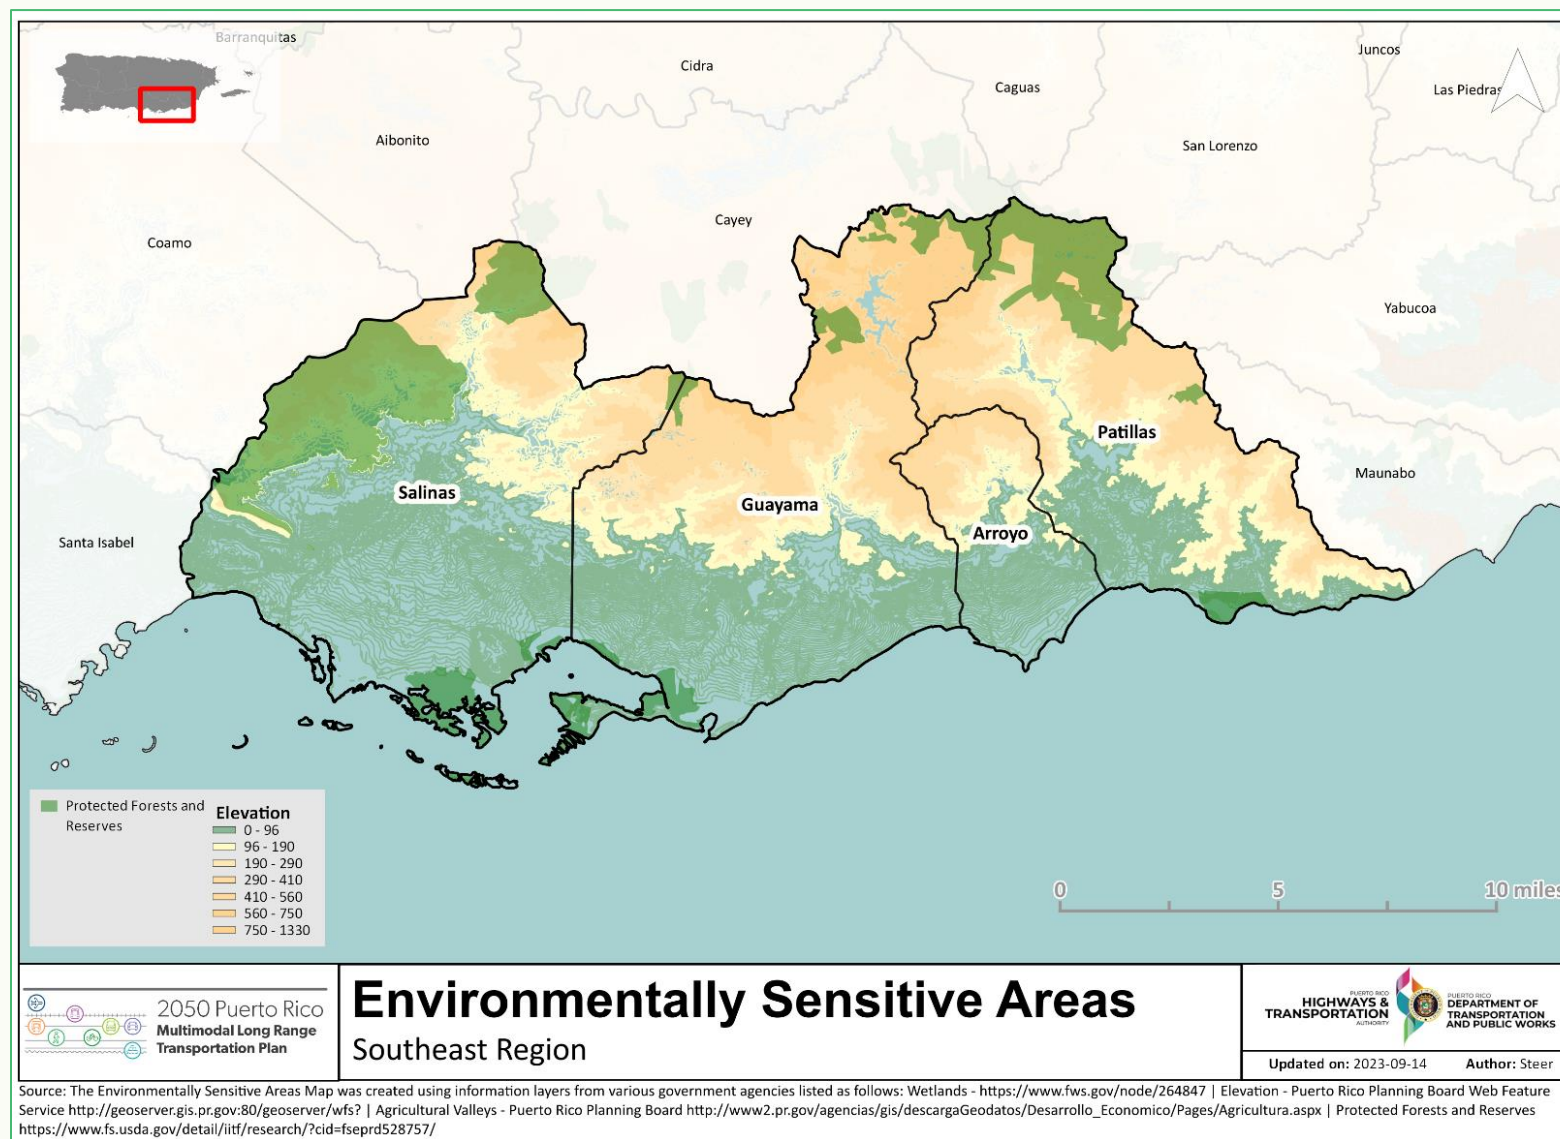 Barranquitas
Cidra
Juncos
Caguas
Las Piedras
Aibonito
San Lorenzo
Cayey
Coamo
Yabucoa
Patillas
Maunabo
Salinas
Guayama
Arroyo
Santa Isabel
Protected Forests and
Reserves
Elevation
0 - 96
96 - 190
190 - 290
290 - 410
410 - 560
560 - 750
750 - 1330
0 5 10 miles
2050 Puerto Rico
Multimodal Long Range
Transportation Plan
Environmentally Sensitive Areas
Southeast Region
PUERTO RICO
HIGHWAYS &
TRANSPORTATION
AUTHORITY
PUERTO RICO
DEPARTMENT OF
TRANSPORTATION
AND PUBLIC WORKS
Updated on: 2023-09-14 Author: Steer
Source: The Environmentally Sensitive Areas Map was created using information layers from various government agencies listed as follows: Wetlands - https://www.fws.gov/node/264847 | Elevation - Puerto Rico Planning Board Web Feature
Service http://geoserver.gis.pr.gov:80/geoserver/wfs? | Agricultural Valleys - Puerto Rico Planning Board http://www2.pr.gov/agencias/gis/descargaGeodatos/Desarrollo_Economico/Pages/Agricultura.aspx | Protected Forests and Reserves
https://www.fs.usda.gov/detail/iitf/research/?cid=fseprd528757/